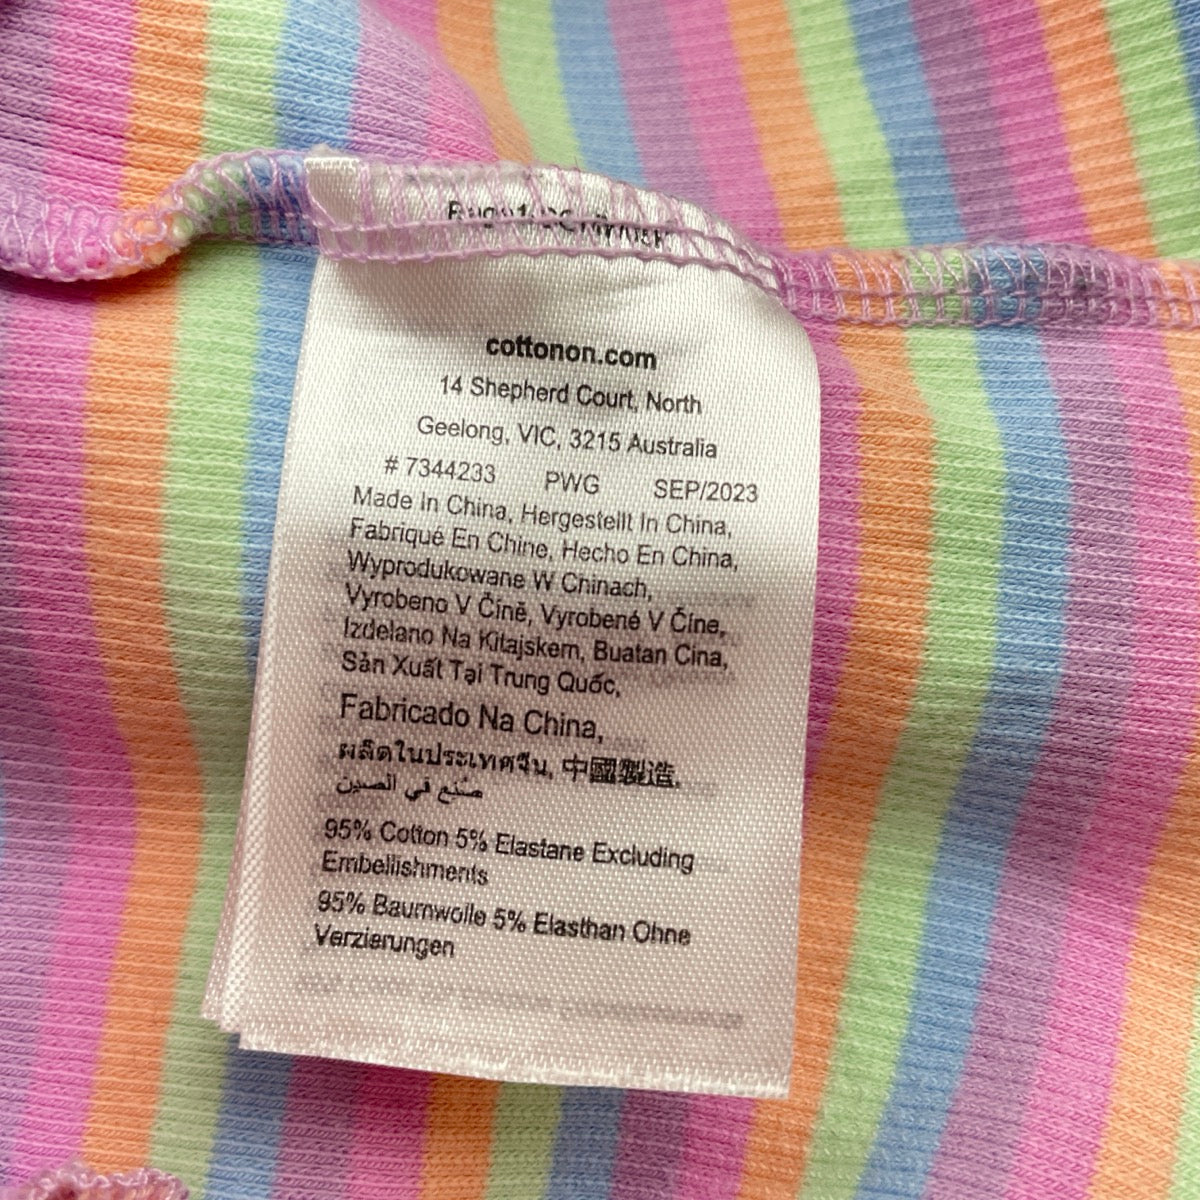 cottonon.com
14 Shepherd Court, North
Geelong, VIC, 3215 Australia
# 7344233 PWG SEP/2023
Made In China, Hergestellt In China,
Fabriqué En Chine, Hecho En China,
Wyprodukowane W Chinach,
Vyrobeno V Číně, Vyrobené V Číne,
Izdelano Na Kitajskem, Buatan Cina,
Sản Xuất Tại Trung Quốc,
Fabricado Na China,
ผลิตในประเทศจีน, 中國製造,
صُنع في الصين
95% Cotton 5% Elastane Excluding
Embellishments
95% Baumwolle 5% Elasthan Ohne
Verzierungen